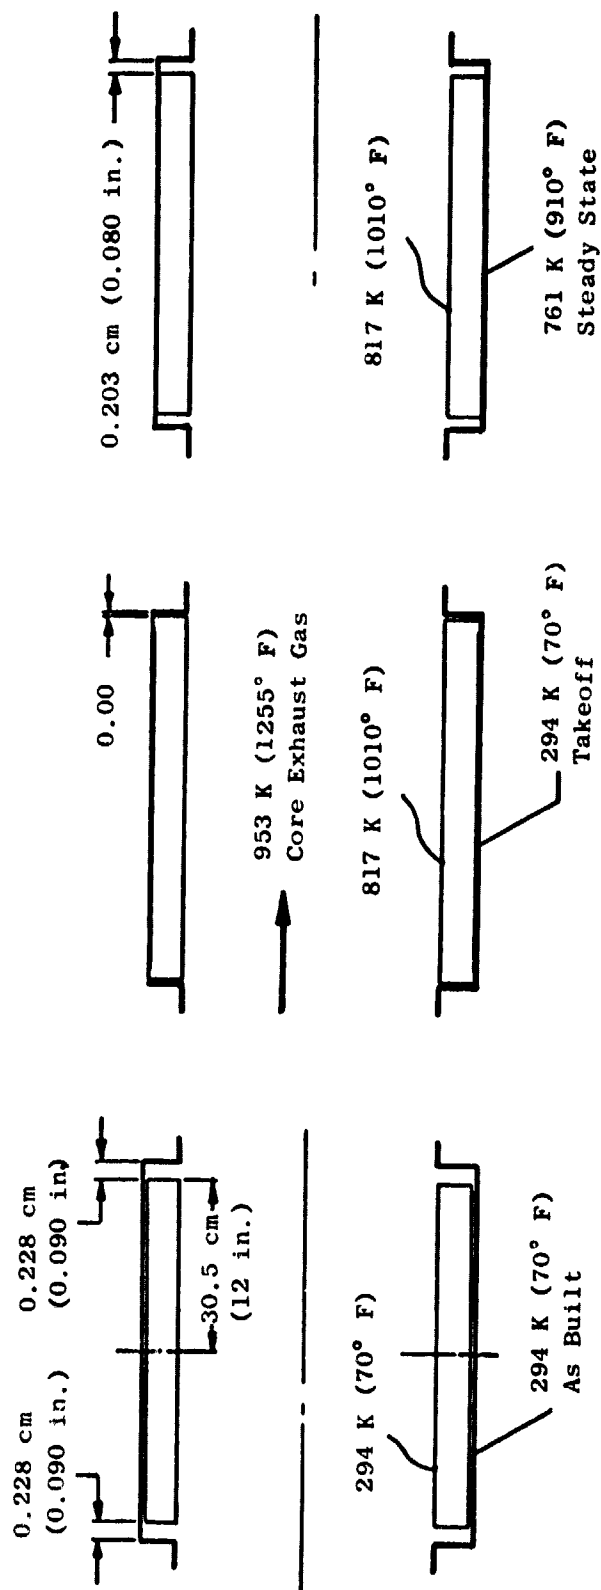 0.228 cm
(0.090 in.)
0.228 cm
(0.090 in)
30.5 cm
(12 in.)
294 K (70° F)
294 K (70° F)
As Built
0.00
953 K (1255° F)
Core Exhaust Gas
817 K (1010° F)
294 K (70° F)
Takeoff
0.203 cm (0.080 in.)
817 K (1010° F)
761 K (910° F)
Steady State